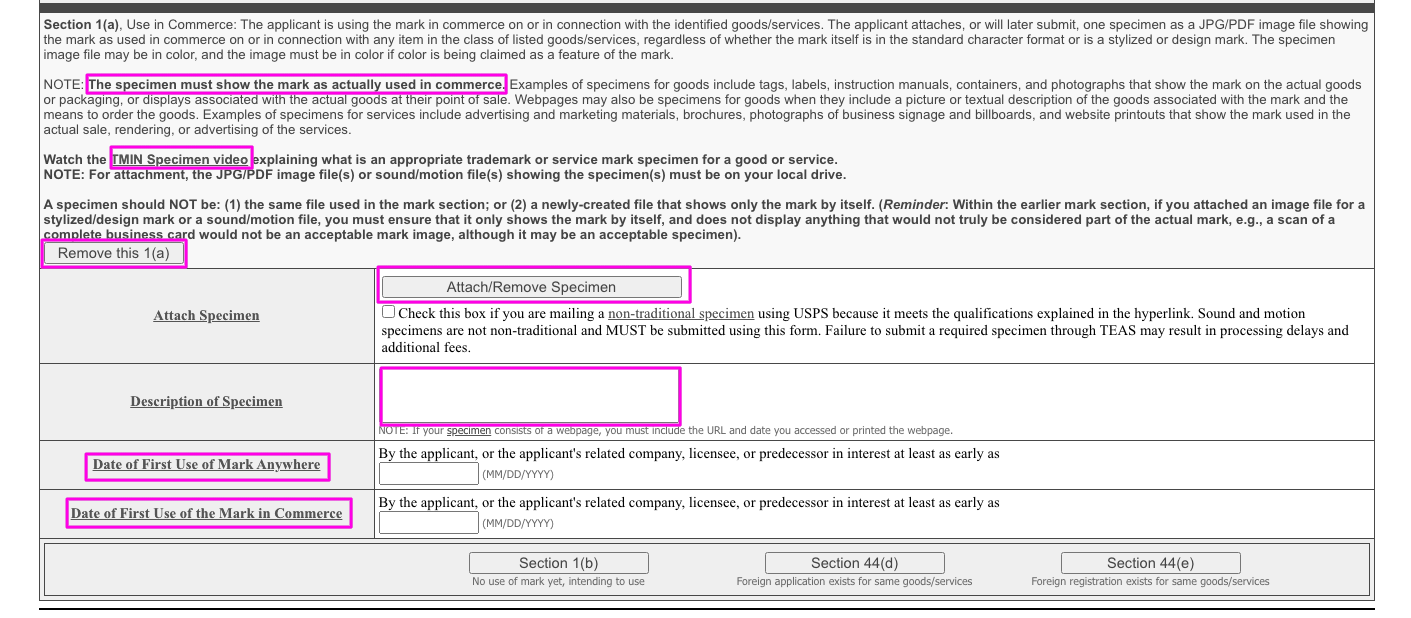 Section 1(a), Use in Commerce: The applicant is using the mark in commerce on or in connection with the identified goods/services. The applicant attaches, or will later submit, one specimen as a JPG/PDF image file showing
the mark as used in commerce on or in connection with any item in the class of listed goods/services, regardless of whether the mark itself is in the standard character format or is a stylized or design mark. The specimen
image file may be in color, and the image must be in color if color is being claimed as a feature of the mark.
NOTE: The specimen must show the mark as actually used in commerce. Examples of specimens for goods include tags, labels, instruction manuals, containers, and photographs that show the mark on the actual goods
or packaging, or displays associated with the actual goods at their point of sale. Webpages may also be specimens for goods when they include a picture or textual description of the goods associated with the mark and the
means to order the goods. Examples of specimens for services include advertising and marketing materials, brochures, photographs of business signage and billboards, and website printouts that show the mark used in the
actual sale, rendering, or advertising of the services.
Watch the TMIN Specimen video explaining what is an appropriate trademark or service mark specimen for a good or service.
NOTE: For attachment, the JPG/PDF image file(s) or sound/motion file(s) showing the specimen(s) must be on your local drive.
A specimen should NOT be: (1) the same file used in the mark section; or (2) a newly-created file that shows only the mark by itself. (Reminder: Within the earlier mark section, if you attached an image file for a
stylized/design mark or a sound/motion file, you must ensure that it only shows the mark by itself, and does not display anything that would not truly be considered part of the actual mark, e.g., a scan of a
complete business card would not be an acceptable mark image, although it may be an acceptable specimen).
Remove this 1(a)
Attach Specimen
Attach/Remove Specimen
Check this box if you are mailing a non-traditional specimen using USPS because it meets the qualifications explained in the hyperlink. Sound and motion
specimens are not non-traditional and MUST be submitted using this form. Failure to submit a required specimen through TEAS may result in processing delays and
additional fees.
Description of Specimen
NOTE: If your specimen consists of a webpage, you must include the URL and date you accessed or printed the webpage.
Date of First Use of Mark Anywhere
By the applicant, or the applicant's related company, licensee, or predecessor in interest at least as early as
(MM/DD/YYYY)
Date of First Use of the Mark in Commerce
By the applicant, or the applicant's related company, licensee, or predecessor in interest at least as early as
(MM/DD/YYYY)
Section 1(b) Section 44(d) Section 44(e)
No use of mark yet, intending to use Foreign application exists for same goods/services Foreign registration exists for same goods/services